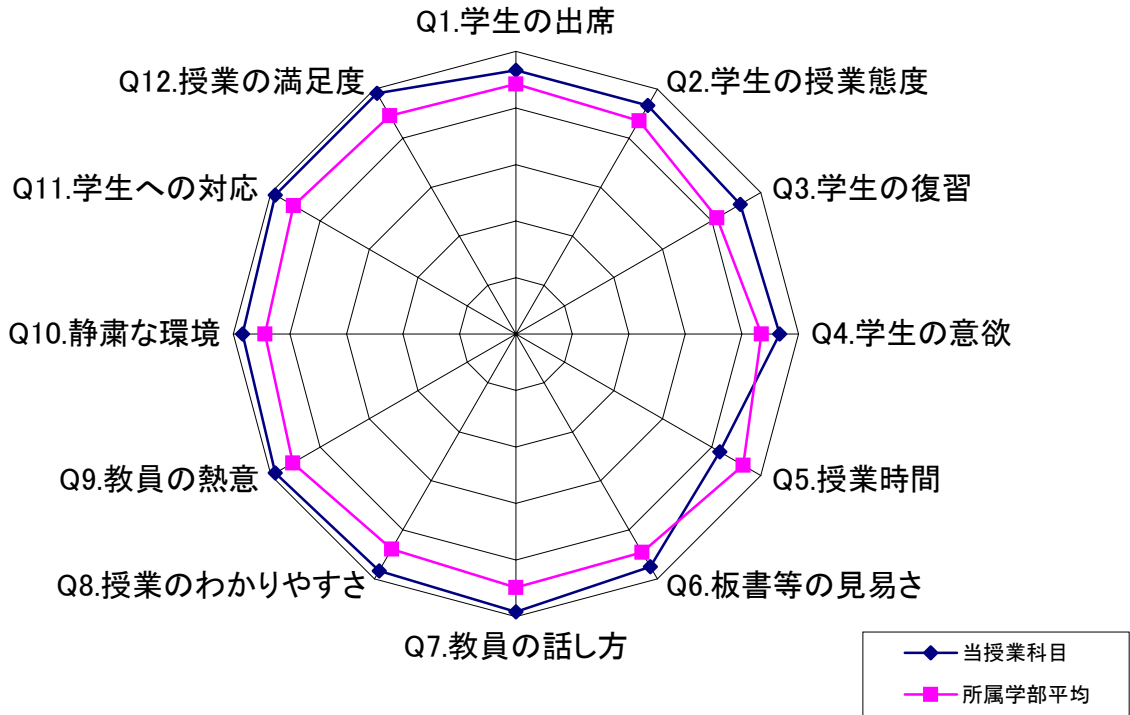 Q1.学生の出席
Q2.学生の授業態度
Q3.学生の復習
Q4.学生の意欲
Q5.授業時間
Q6.板書等の見易さ
Q7.教員の話し方
Q8.授業のわかりやすさ
Q9.教員の熱意
Q10.静粛な環境
Q11.学生への対応
Q12.授業の満足度
当授業科目
所属学部平均